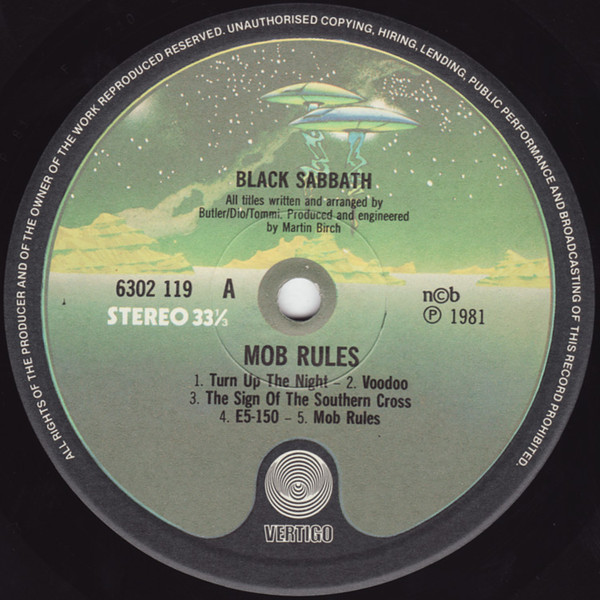 ALL RIGHTS OF THE PRODUCER AND OF THE OWNER OF THE WORK REPRODUCED RESERVED. UNAUTHORISED COPYING, HIRING, LENDING, PUBLIC PERFORMANCE AND BROADCASTING OF THIS RECORD PROHIBITED.
BLACK SABBATH
All titles written and arranged by
Butler/Dio/Tommi. Produced and engineered
by Martin Birch
6302 119 A
STEREO 33⅓
n©b
℗ 1981
MOB RULES
1. Turn Up The Night – 2. Voodoo
3. The Sign Of The Southern Cross
4. E5-150 – 5. Mob Rules
VERTIGO